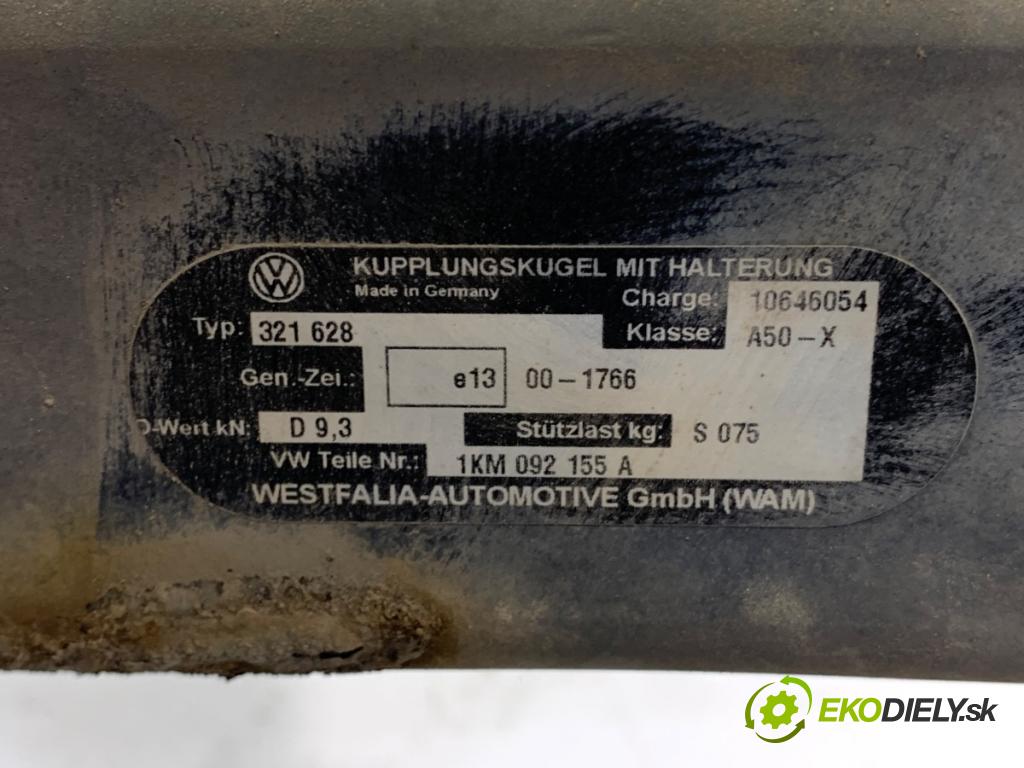 KUPPLUNGSKUGEL MIT HALTERUNG
Made in Germany
Charge: 10646054
Typ: 321 628
Klasse: A50-X
Gen.-Zei.: e13 00-1766
D-Wert kN: D 9,3 Stützlast kg: S 075
VW Teile Nr.: 1KM 092 155 A
WESTFALIA-AUTOMOTIVE GmbH (WAM)
EKODIELY.sk